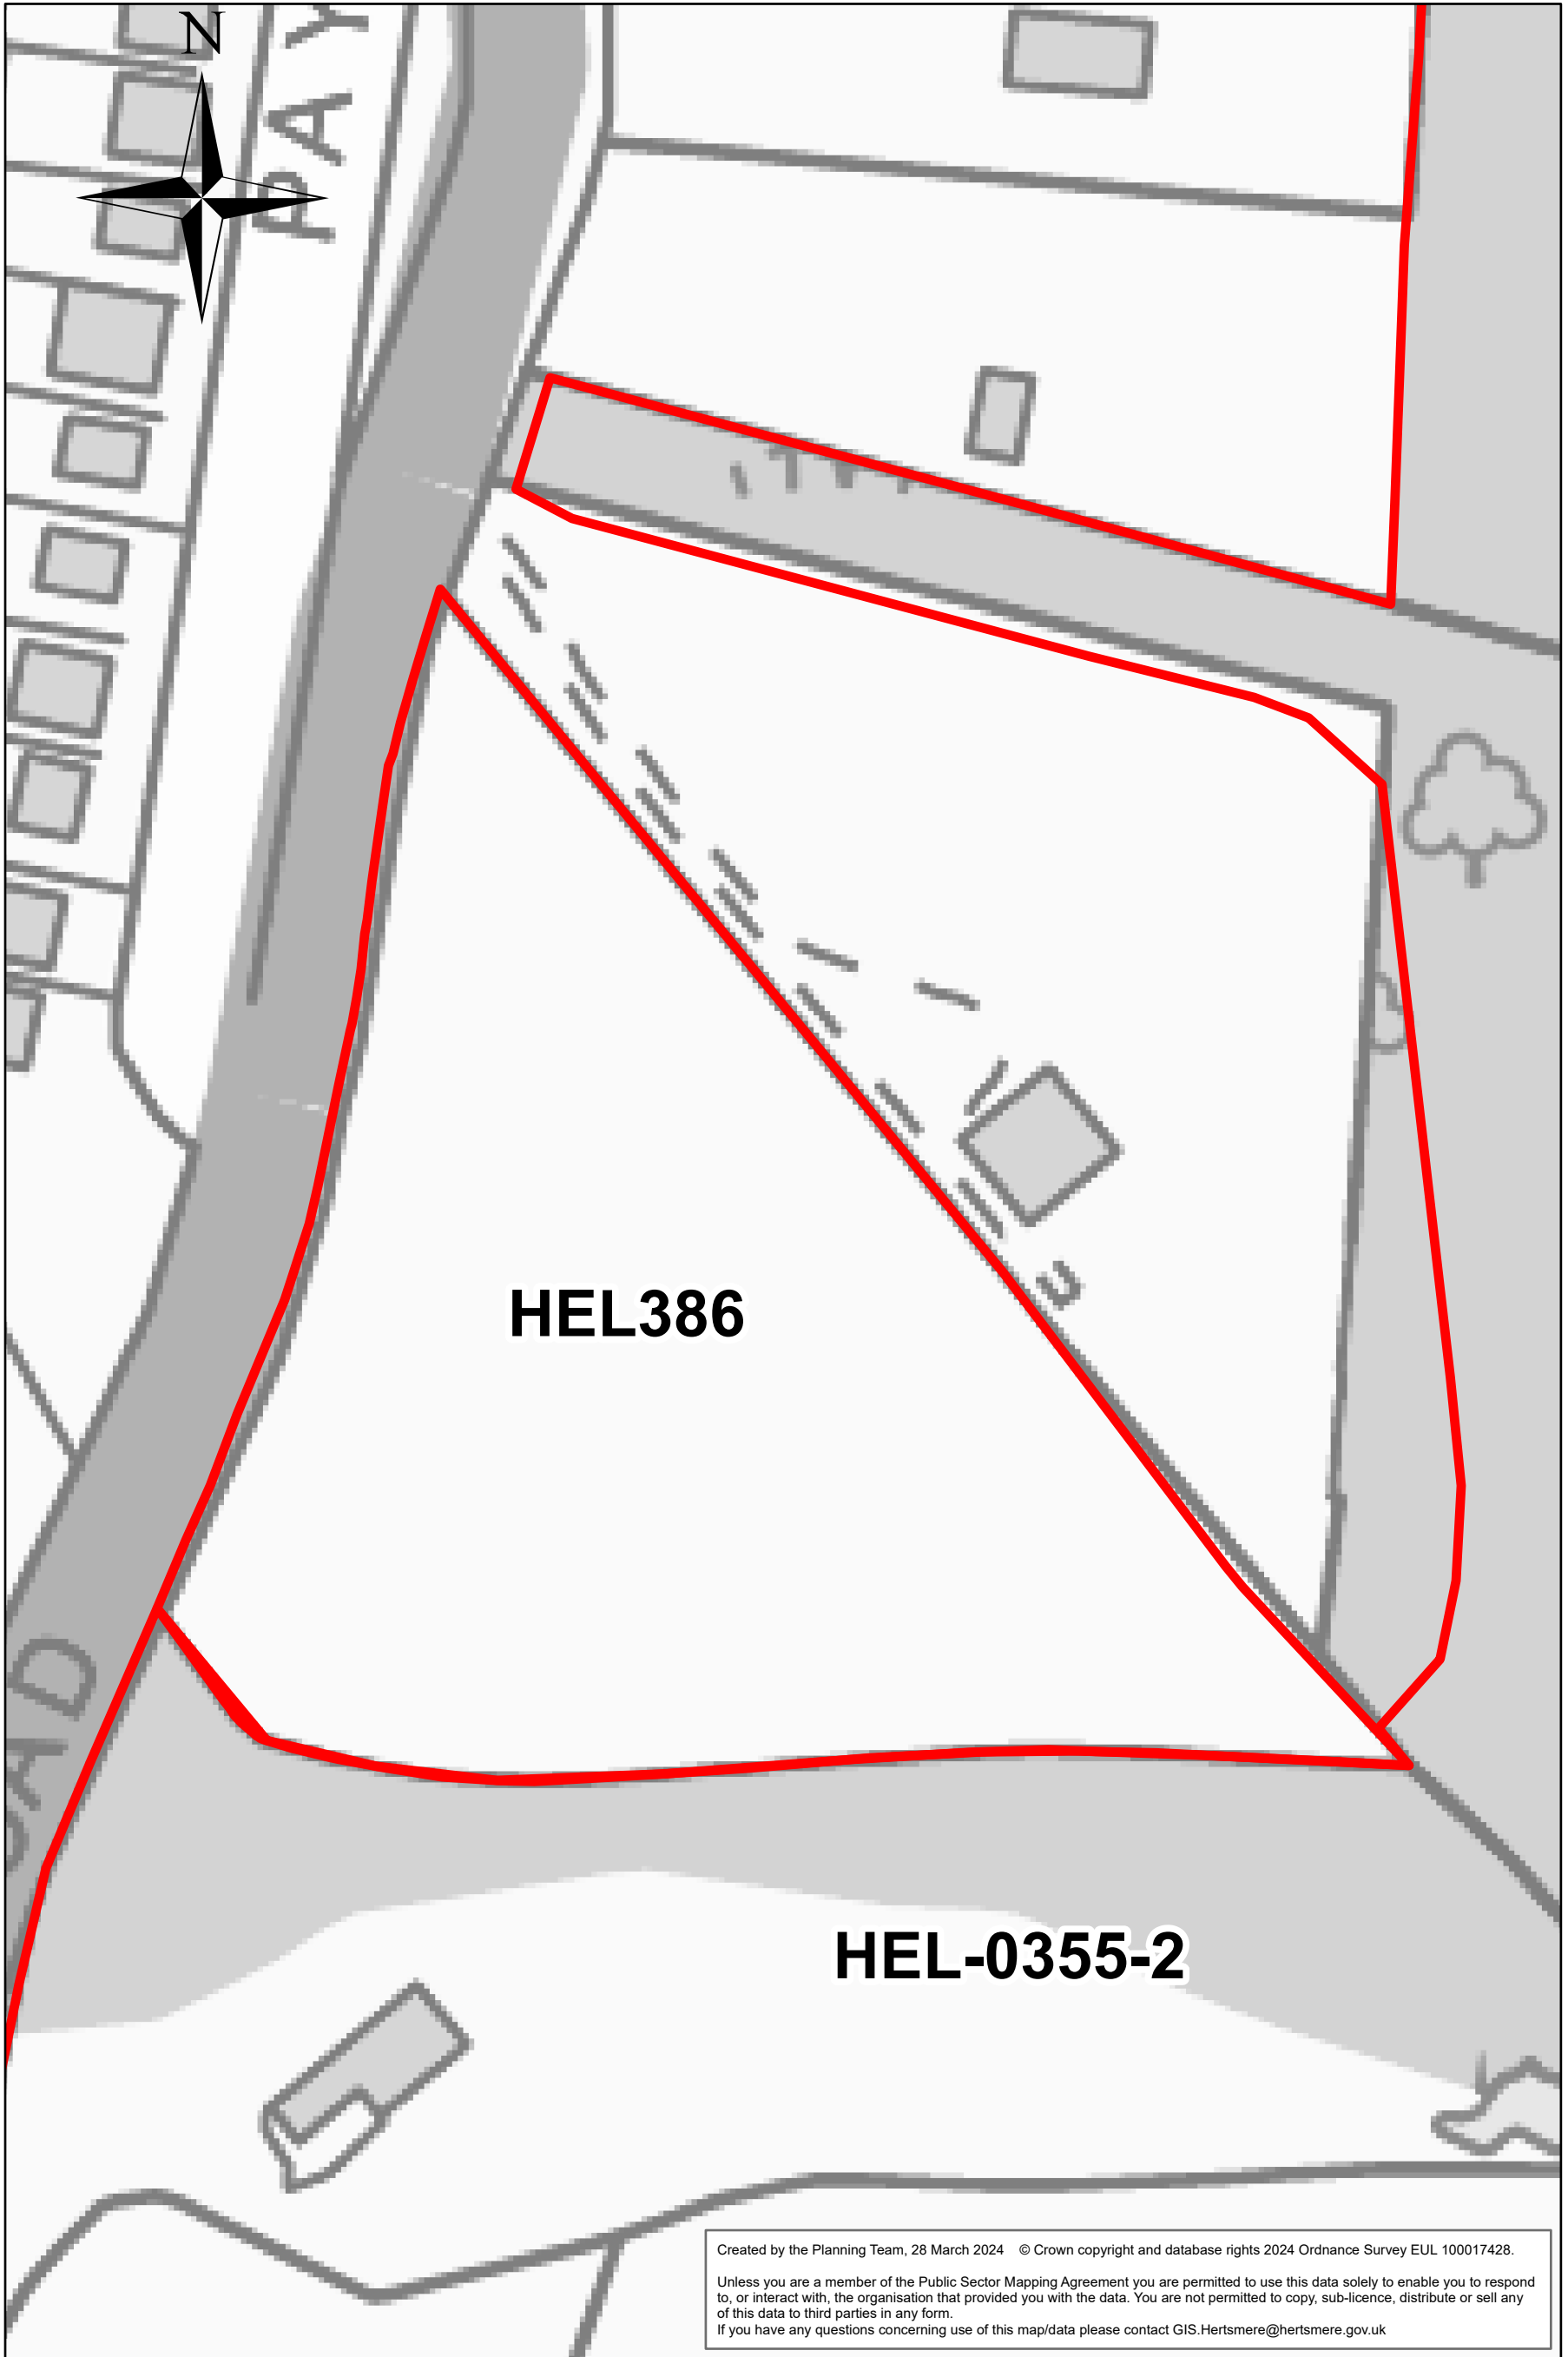 N
PAY
HEL386
3
HEL-0355-2
Created by the Planning Team, 28 March 2024 © Crown copyright and database rights 2024 Ordnance Survey EUL 100017428.
Unless you are a member of the Public Sector Mapping Agreement you are permitted to use this data solely to enable you to respond
to, or interact with, the organisation that provided you with the data. You are not permitted to copy, sub-licence, distribute or sell any
of this data to third parties in any form.
If you have any questions concerning use of this map/data please contact GIS.Hertsmere@hertsmere.gov.uk